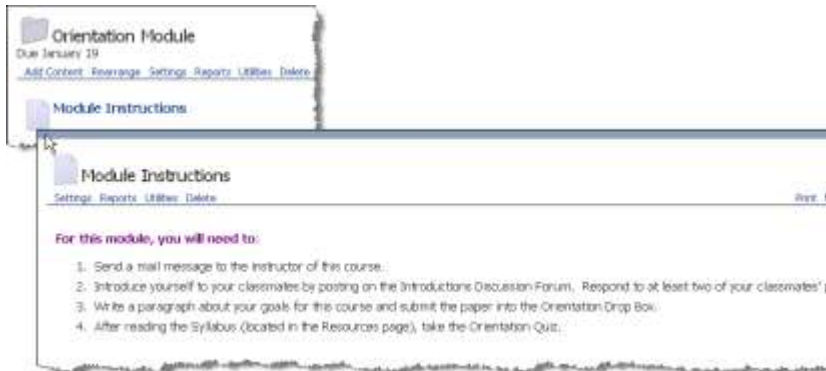 Orientation Module
Due January 19
Add Content Rearrange Settings Reports Utilities Delete
Module Instructions
Module Instructions
Settings Reports Utilities Delete
Print
For this module, you will need to:
1. Send a mail message to the instructor of this course.
2. Introduce yourself to your classmates by posting on the Introductions Discussion Forum. Respond to at least two of your classmates'
3. Write a paragraph about your goals for this course and submit the paper into the Orientation Drop Box.
4. After reading the Syllabus (located in the Resources page), take the Orientation Quiz.